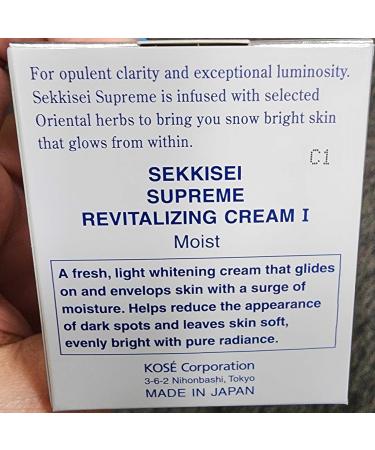 For opulent clarity and exceptional luminosity.
Sekkisei Supreme is infused with selected
Oriental herbs to bring you snow bright skin
that glows from within.
C1
SEKKISEI
SUPREME
REVITALIZING CREAM I
Moist
A fresh, light whitening cream that glides
on and envelops skin with a surge of
moisture. Helps reduce the appearance
of dark spots and leaves skin soft,
evenly bright with pure radiance.
KOSÉ Corporation
3-6-2 Nihonbashi, Tokyo
MADE IN JAPAN